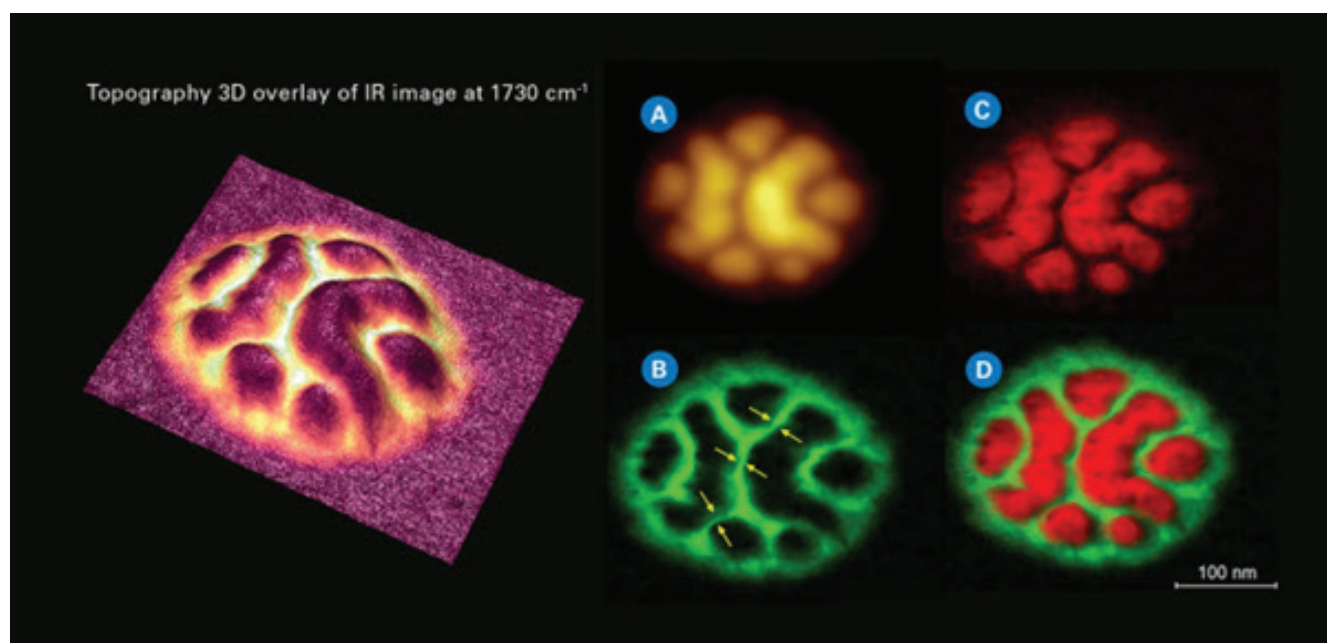 Topography 3D overlay of IR image at 1730 cm⁻¹
A
C
B
D
100 nm